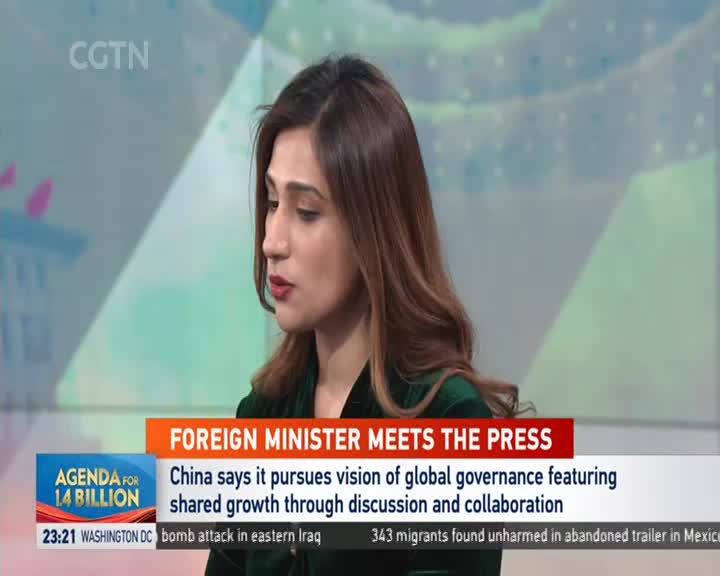 CGTN
FOREIGN MINISTER MEETS THE PRESS
AGENDA FOR
1.4 BILLION
China says it pursues vision of global governance featuring
shared growth through discussion and collaboration
23:21 WASHINGTON DC bomb attack in eastern Iraq 343 migrants found unharmed in abandoned trailer in Mexico